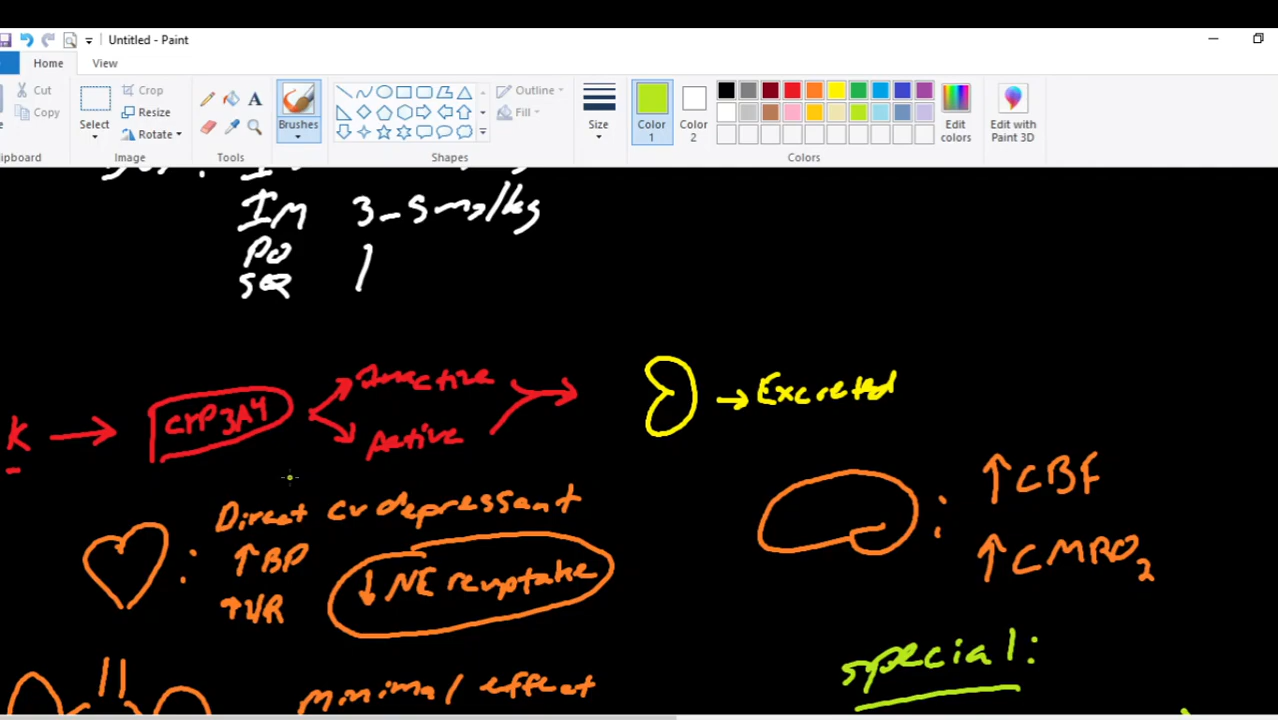 Untitled - Paint
Home View
Cut
Copy
lipboard
Select
Crop
Resize
Rotate
Image
Tools
Brushes
Shapes
Outline
Fill
Size
Color 1
Color 2
Colors
Edit colors
Edit with Paint 3D
IM 3-5 mg/kg
PO
SQ
K → CYP3A4
Inactive
Active
→ Excreted
Direct cv depressant
↑BP
↑VR
↓ NE reuptake
: ↑CBF
↑CMRO2
minimal effect
special: